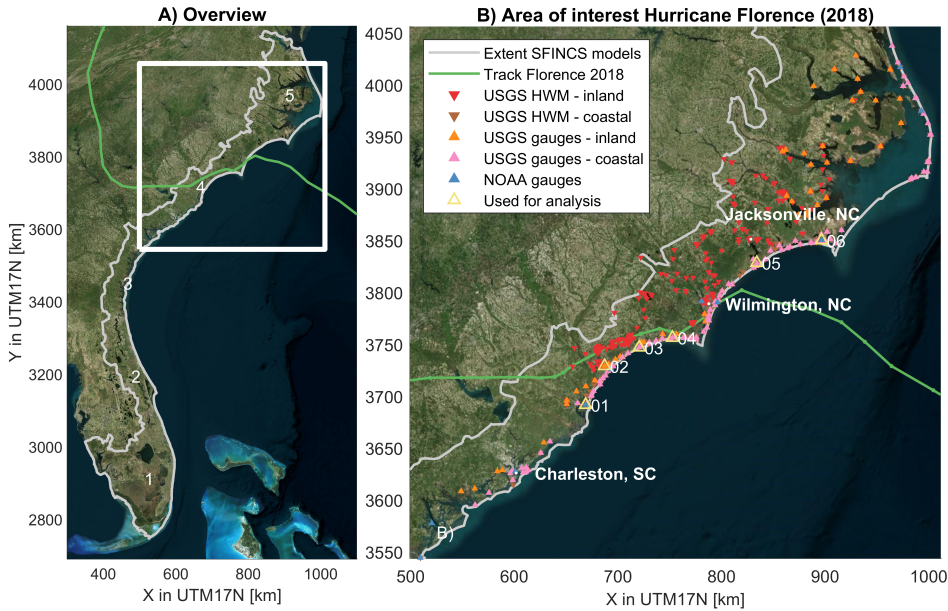 A) Overview
4000
3800
3600
3400
3200
3000
2800
Y in UTM17N [km]
400
600
800
1000
X in UTM17N [km]
5
4
3
2
1
B) Area of interest Hurricane Florence (2018)
4050
4000
3950
3900
3850
3800
3750
3700
3650
3600
3550
500
600
700
800
900
1000
X in UTM17N [km]
Extent SFINCS models
Track Florence 2018
USGS HWM - inland
USGS HWM - coastal
USGS gauges - inland
USGS gauges - coastal
NOAA gauges
Used for analysis
Jacksonville, NC
06
05
Wilmington, NC
04
03
02
01
Charleston, SC
B)